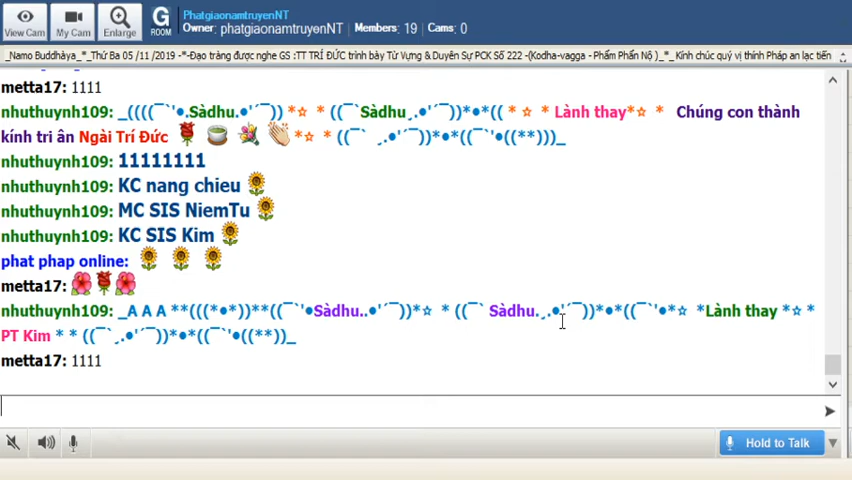 View Cam
My Cam
Enlarge
G
ROOM
PhatgiaonamtruyenNT
Owner: phatgiaonamtruyenNT Members: 19 Cams: 0
_Namo Buddhàya_*_Thứ Ba 05 /11 /2019 -*-Đạo tràng được nghe GS :TT TRÍ ĐỨC trình bày Từ Vựng & Duyên Sự PCK Số 222 -(Kodha-vagga - Phẩm Phẫn Nộ )_*_ Kính chúc quý vị thính Pháp an lạc tiến
metta17: 1111
nhuthuynh109: _((((¯`'•.Sàdhu.•'´¯)) *☆ * ((¯`Sàdhu¸.•'´¯))*•*(( * ☆ * Lành thay*☆ * Chúng con thành
kính tri ân Ngài Trí Đức 🌹 🍵 💐 👏 *☆ * ((¯` ¸.•'´¯))*•*((¯`'•((**)))_
nhuthuynh109: 11111111
nhuthuynh109: KC nang chieu 🌻
nhuthuynh109: MC SIS NiemTu 🌻
nhuthuynh109: KC SIS Kim 🌻
phat phap online: 🌻 🌻 🌻
metta17: 🌺🌹🌺
nhuthuynh109: _A A A **(((*•*))**((¯`'•Sàdhu..•'´¯))*☆ * ((¯` Sàdhu.¸.•'´¯))*•*((¯`'•*☆ *Lành thay *☆ *
PT Kim * * ((¯`¸.•'´¯))*•*((¯`'•((**))_
metta17: 1111
Hold to Talk